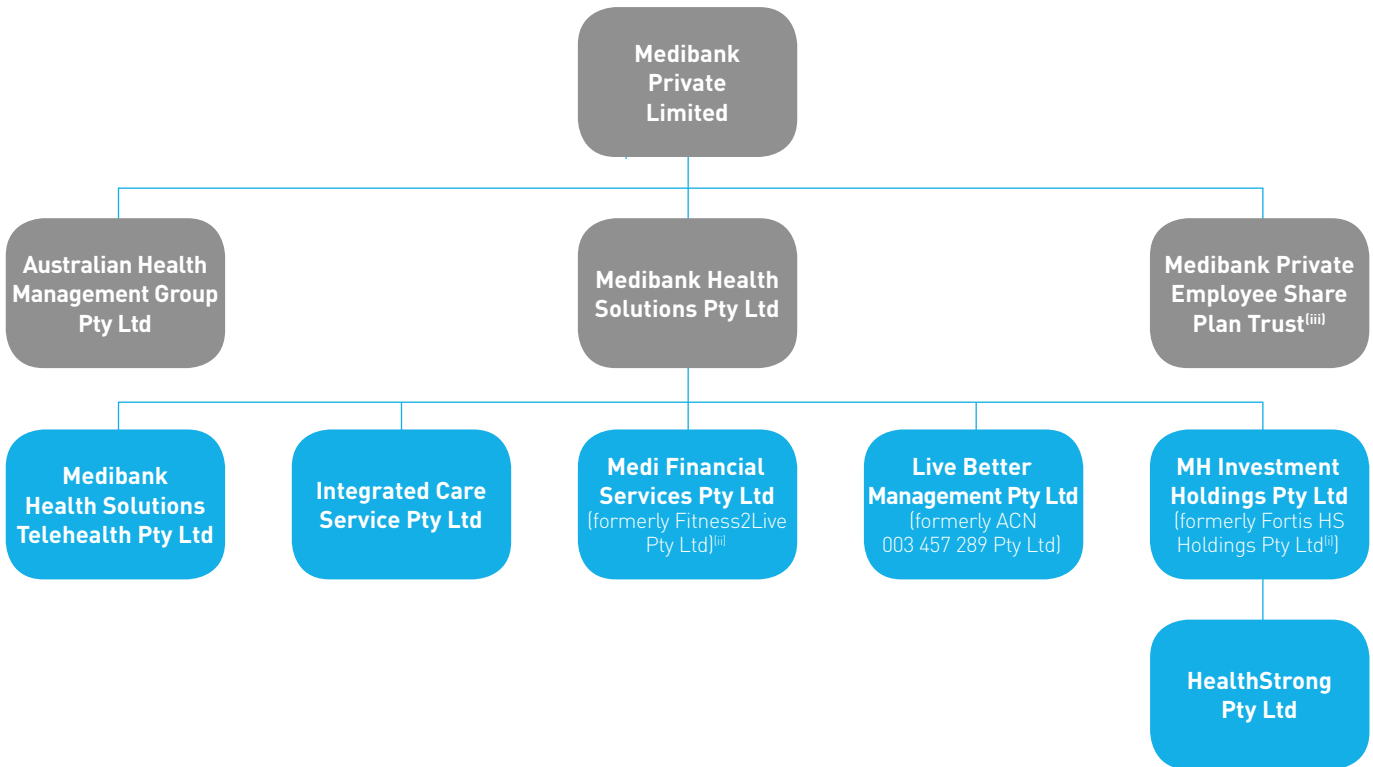 Medibank
Private
Limited
Australian Health
Management Group
Pty Ltd
Medibank Health
Solutions Pty Ltd
Medibank Private
Employee Share
Plan Trust(iii)
Medibank
Health Solutions
Telehealth Pty Ltd
Integrated Care
Service Pty Ltd
Medi Financial
Services Pty Ltd
(formerly Fitness2Live
Pty Ltd)(ii)
Live Better
Management Pty Ltd
(formerly ACN
003 457 289 Pty Ltd)
MH Investment
Holdings Pty Ltd
(formerly Fortis HS
Holdings Pty Ltd(i))
HealthStrong
Pty Ltd